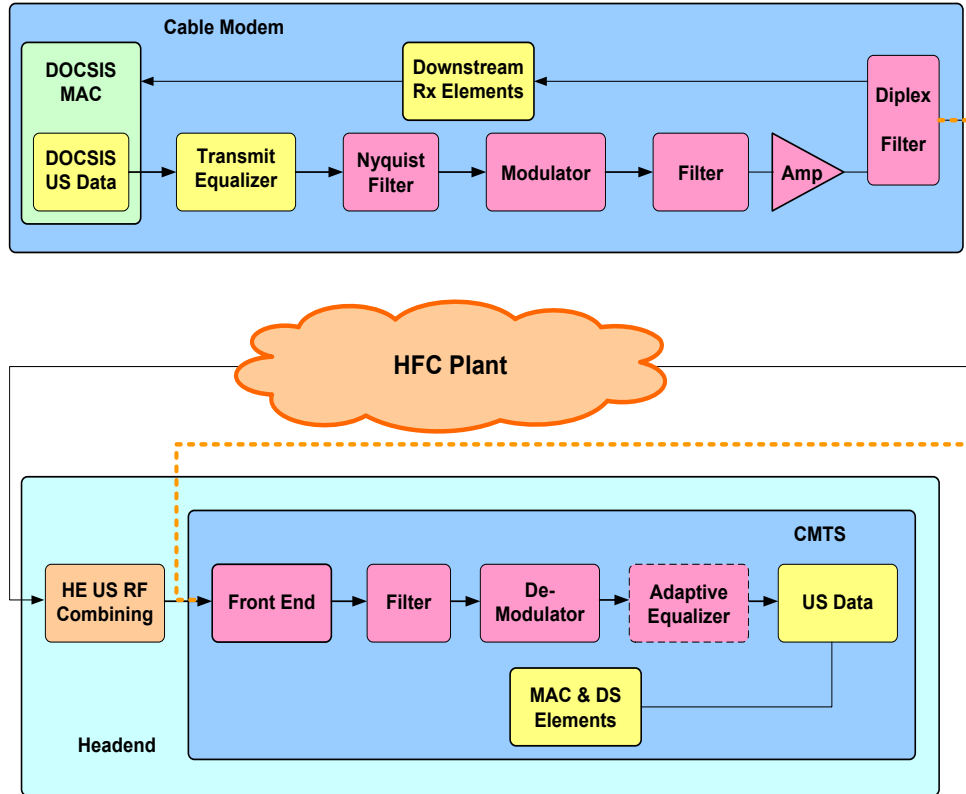 Cable Modem
DOCSIS
MAC
Downstream
Rx Elements
Diplex
Filter
DOCSIS
US Data
Transmit
Equalizer
Nyquist
Filter
Modulator
Filter
Amp
HFC Plant
CMTS
HE US RF
Combining
Front End
Filter
De-
Modulator
Adaptive
Equalizer
US Data
MAC & DS
Elements
Headend